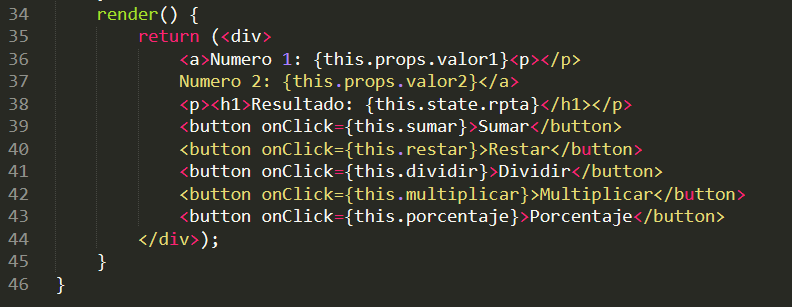 34 render() {
35 return (<div>
36 <a>Numero 1: {this.props.valor1}<p></p>
37 Numero 2: {this.props.valor2}</a>
38 <p><h1>Resultado: {this.state.rpta}</h1></p>
39 <button onClick={this.sumar}>Sumar</button>
40 <button onClick={this.restar}>Restar</button>
41 <button onClick={this.dividir}>Dividir</button>
42 <button onClick={this.multiplicar}>Multiplicar</button>
43 <button onClick={this.porcentaje}>Porcentaje</button>
44 </div>);
45 }
46 }